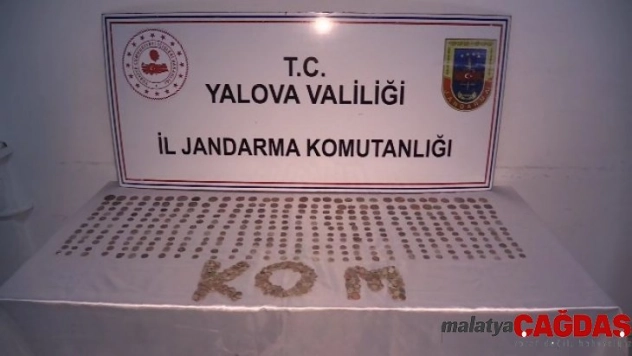 T.C.
YALOVA VALİLİĞİ
İL JANDARMA KOMUTANLIĞI
KOM
malatyaÇAĞDAŞ